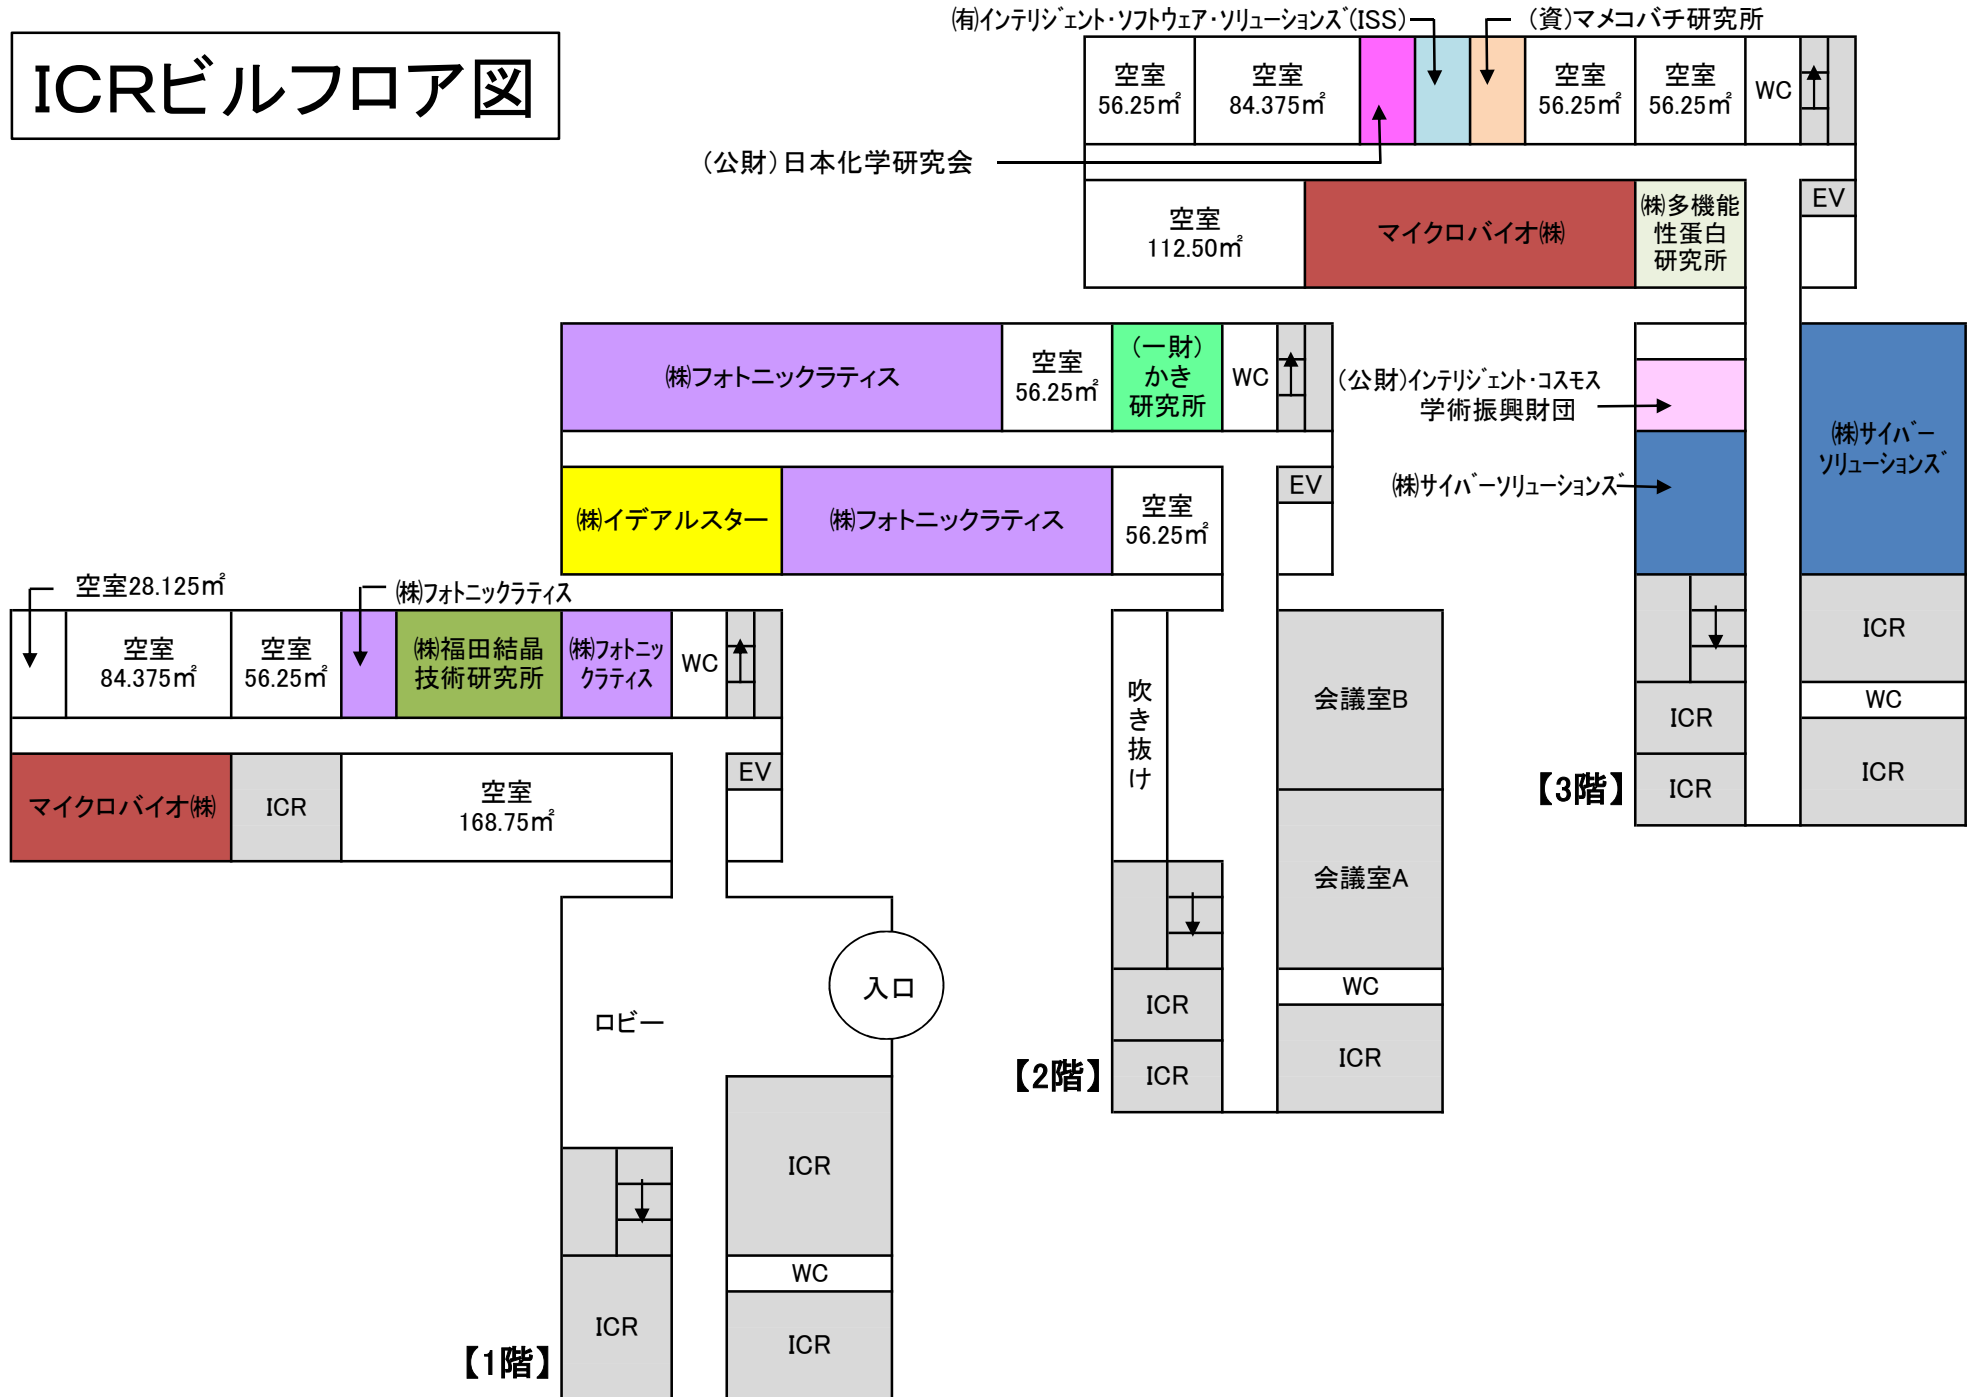 ICRビルフロア図
㈲インテリジェント・ソフトウェア・ソリューションズ(ISS)
(資)マメコバチ研究所
空室
56.25㎡
空室
84.375㎡
空室
56.25㎡
空室
56.25㎡
WC
(公財)日本化学研究会
空室
112.50㎡
マイクロバイオ㈱
㈱多機能
性蛋白
研究所
EV
(公財)インテリジェント・コスモス
学術振興財団
㈱サイバーソリューションズ
㈱サイバー
ソリューションズ
ICR
WC
ICR
ICR
ICR
【3階】
㈱フォトニックラティス
空室
56.25㎡
(一財)
かき
研究所
WC
㈱イデアルスター
㈱フォトニックラティス
空室
56.25㎡
EV
吹き抜け
会議室B
会議室A
WC
ICR
ICR
ICR
【2階】
空室28.125㎡
㈱フォトニックラティス
空室
84.375㎡
空室
56.25㎡
㈱福田結晶
技術研究所
㈱フォトニッ
クラティス
WC
マイクロバイオ㈱
ICR
空室
168.75㎡
EV
入口
ロビー
ICR
WC
ICR
ICR
【1階】